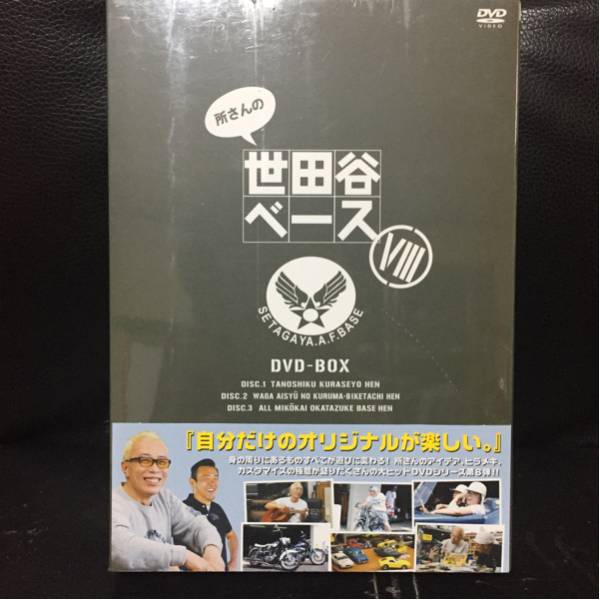 DVD
VIDEO
所さんの
世田谷
ベース
VIII
SETAGAYA.A.F.BASE
DVD-BOX
DISC.1 TANOSHIKU KURASEYO HEN
DISC.2 WAGA AISYŪ NO KURUMA·BIKETACHI HEN
DISC.3 ALL MIKŌKAI OKATAZUKE BASE HEN
『自分だけのオリジナルが楽しい。』
身の周りにあるものすべてが遊びに変わる! 所さんのアイデア、ヒラメキ、
カスタマイズの極意が盛りだくさんの大ヒットDVDシリーズ第8弾!!